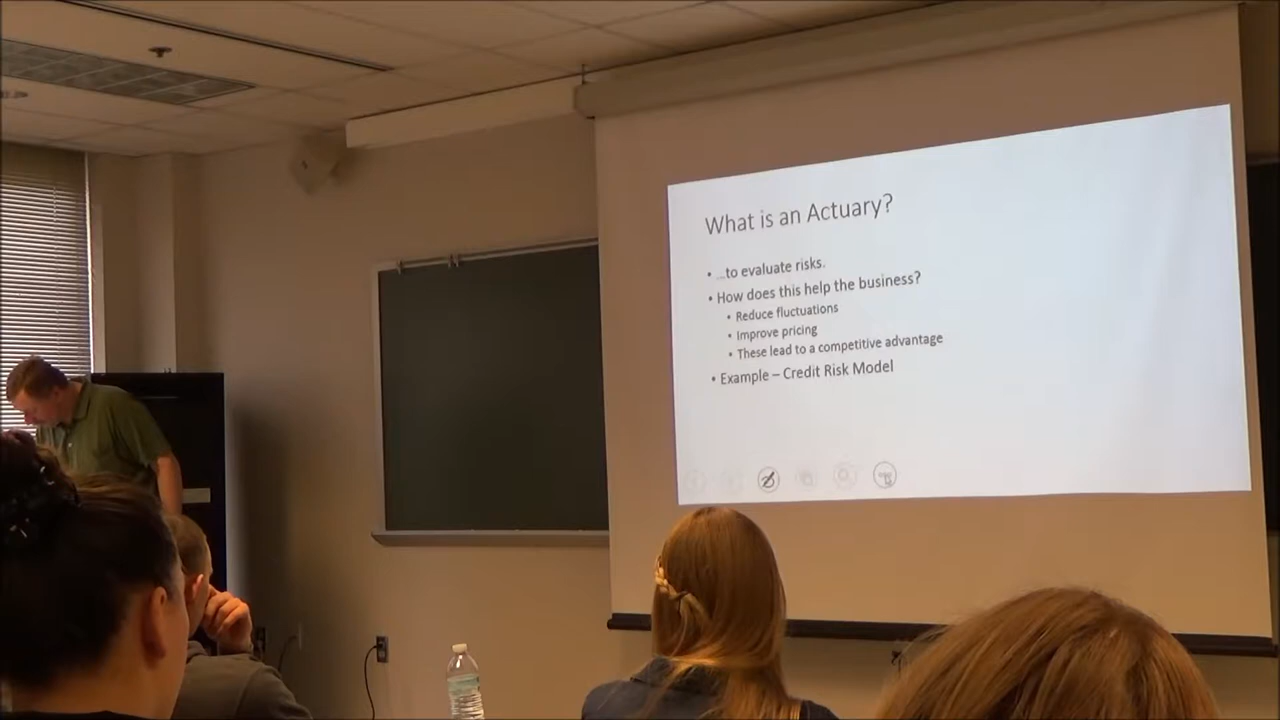 What is an Actuary?
• ...to evaluate risks.
• How does this help the business?
• Reduce fluctuations
• Improve pricing
• These lead to a competitive advantage
• Example – Credit Risk Model